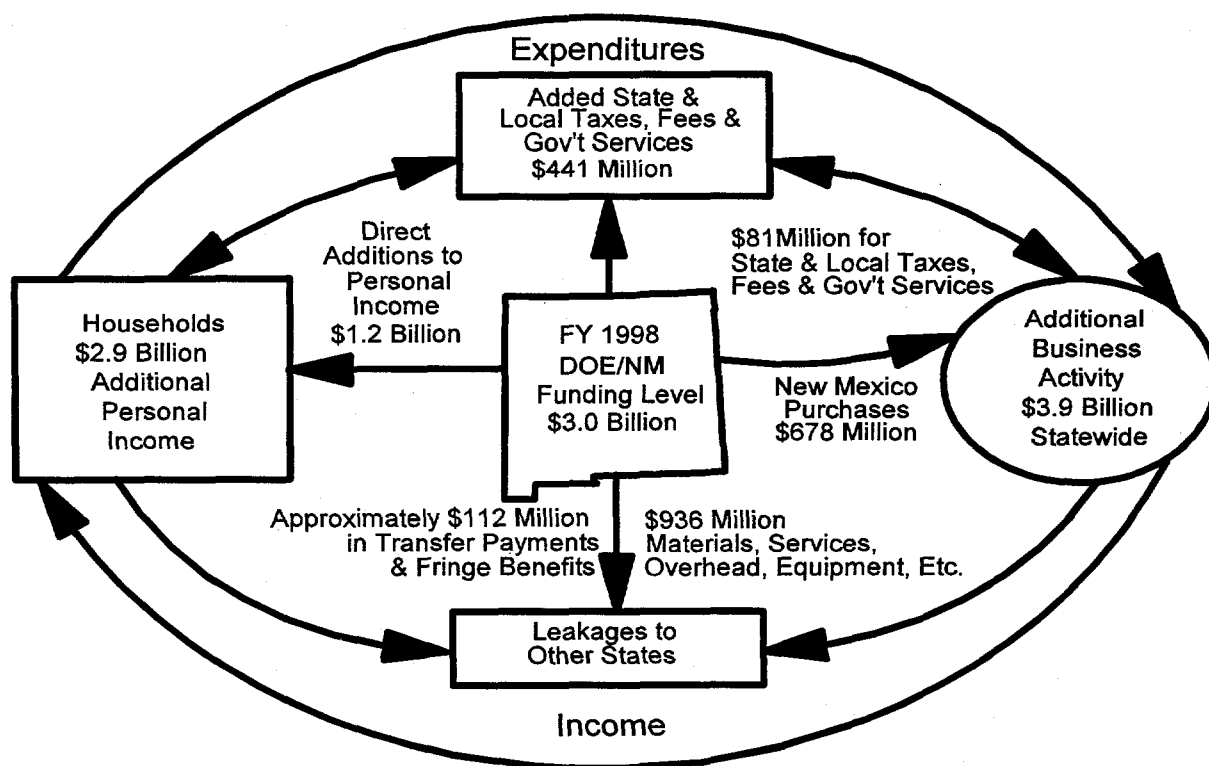 Expenditures
Added State &
Local Taxes, Fees &
Gov't Services
$441 Million
Direct
Additions to
Personal
Income
$1.2 Billion
$81Million for
State & Local Taxes,
Fees & Gov't Services
Households
$2.9 Billion
Additional
Personal
Income
FY 1998
DOE/NM
Funding Level
$3.0 Billion
New Mexico
Purchases
$678 Million
Additional
Business
Activity
$3.9 Billion
Statewide
Approximately $112 Million
in Transfer Payments
& Fringe Benefits
$936 Million
Materials, Services,
Overhead, Equipment, Etc.
Leakages to
Other States
Income